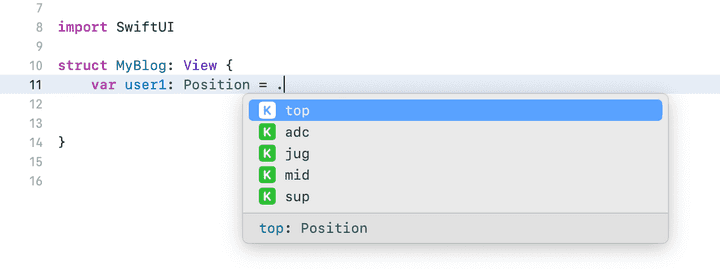 7
8 import SwiftUI
9
10 struct MyBlog: View {
11 var user1: Position = .
12
K top
K adc
13
K jug
14 }
K mid
15
K sup
16
top: Position